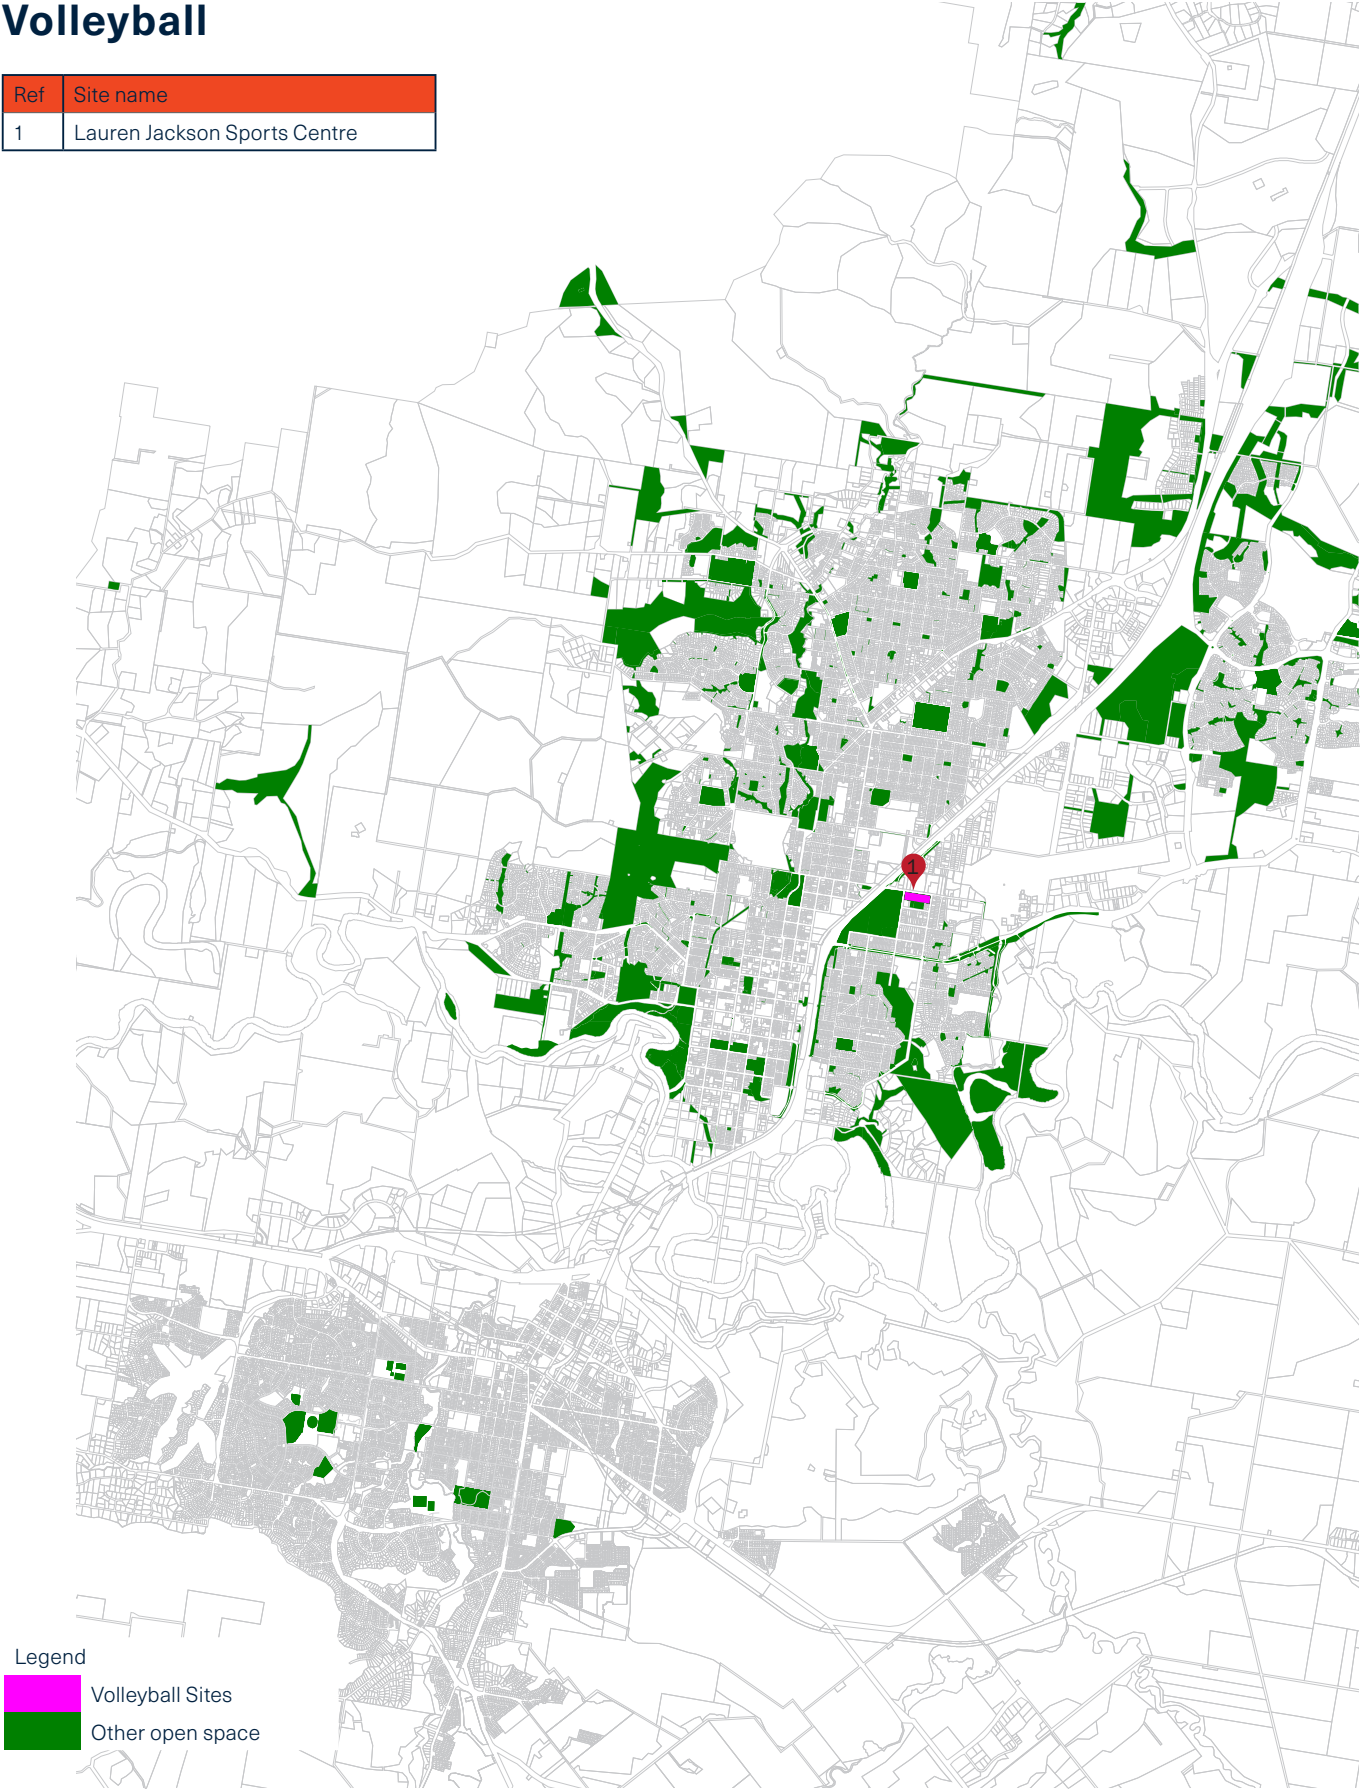 Volleyball
Ref Site name
1 Lauren Jackson Sports Centre
1
Legend
Volleyball Sites
Other open space